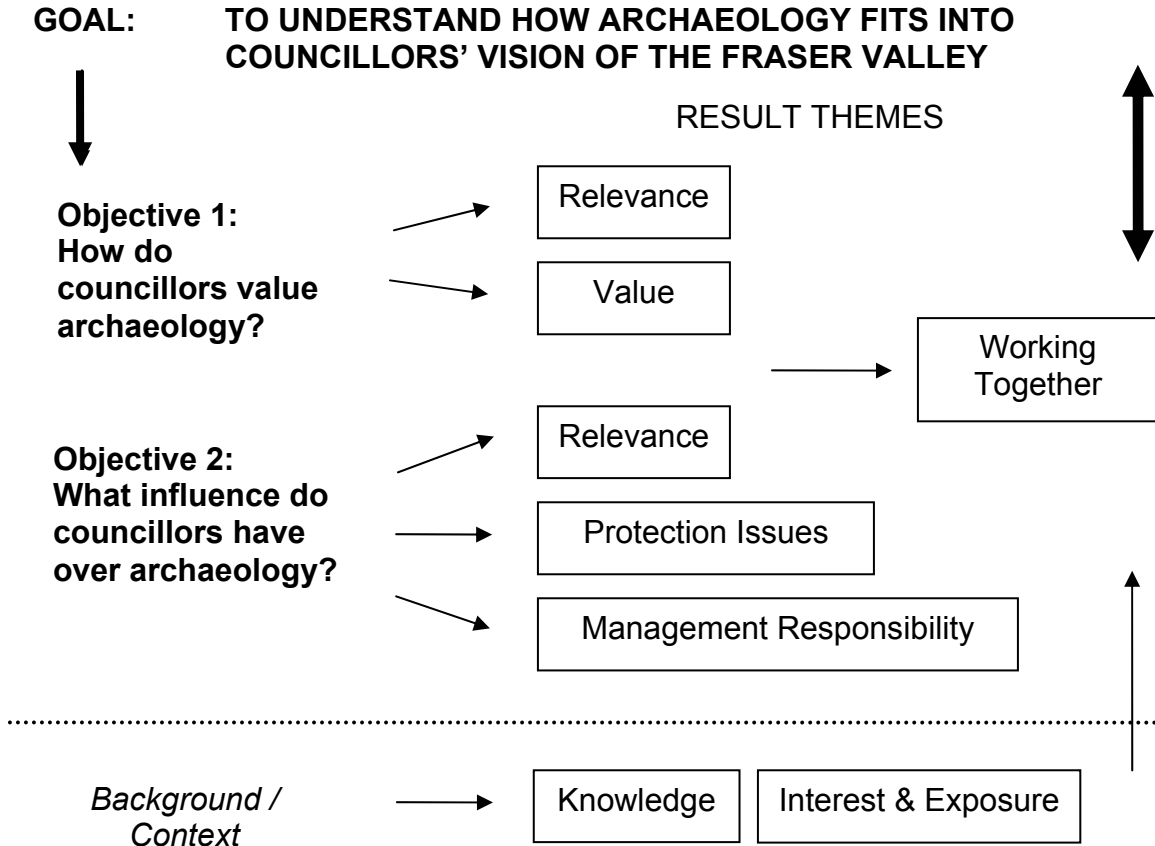 GOAL: TO UNDERSTAND HOW ARCHAEOLOGY FITS INTO
COUNCILLORS’ VISION OF THE FRASER VALLEY
RESULT THEMES
Objective 1:
How do
councillors value
archaeology?
Relevance
Value
Working
Together
Objective 2:
What influence do
councillors have
over archaeology?
Relevance
Protection Issues
Management Responsibility
Background /
Context
Knowledge
Interest & Exposure